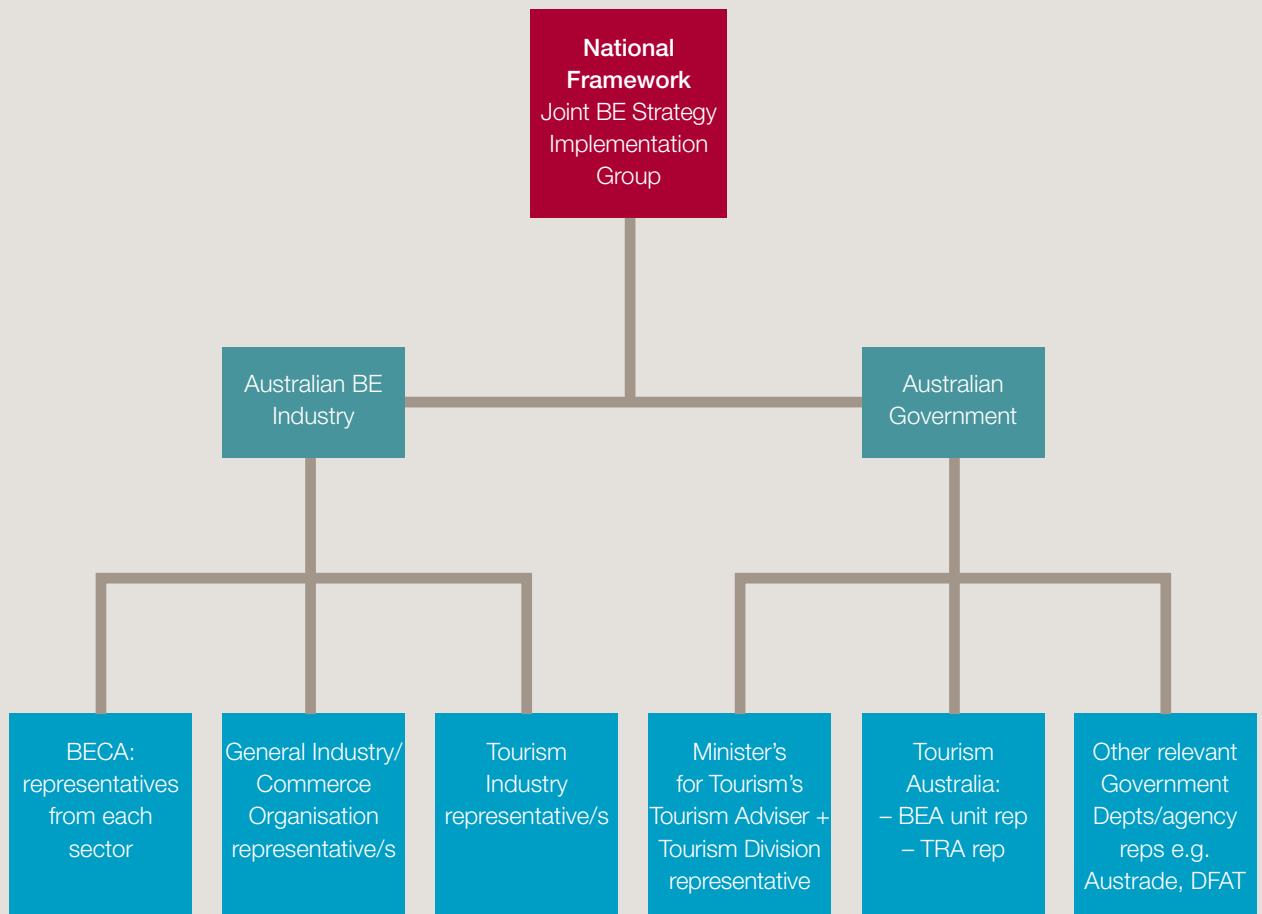 National
Framework
Joint BE Strategy
Implementation
Group
Australian BE
Industry
Australian
Government
BECA:
representatives
from each
sector
General Industry/
Commerce
Organisation
representative/s
Tourism
Industry
representative/s
Minister’s
for Tourism’s
Tourism Adviser +
Tourism Division
representative
Tourism
Australia:
– BEA unit rep
– TRA rep
Other relevant
Government
Depts/agency
reps e.g.
Austrade, DFAT